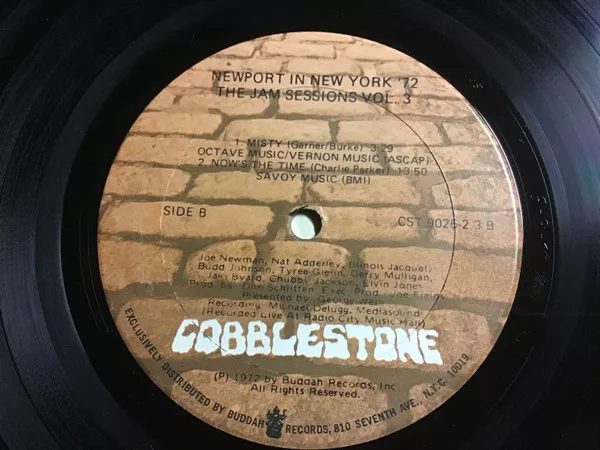 NEWPORT IN NEW YORK '72
THE JAM SESSIONS VOL. 3
1. MISTY (Garner/Burke) 3:29
OCTAVE MUSIC/VERNON MUSIC (ASCAP)
2. NOW'S THE TIME (Charlie Parker) 13:50
SAVOY MUSIC (BMI)
SIDE B
CST 9026-2.3 B
Joe Newman, Nat Adderley, Illinois Jacquet,
Budd Johnson, Tyree Glenn, Gerry Mulligan,
Jaki Byard, Chubby Jackson, Elvin Jones
Prod. by: Don Schlitten, Exec. Prod.: Joe Fields
Presented by: George Wein
Recording: Michael Delugg, Mediasound
(Recorded Live At Radio City Music Hall)
COBBLESTONE
(P) 1972 by Buddah Records, Inc.
All Rights Reserved.
EXCLUSIVELY DISTRIBUTED BY BUDDAH RECORDS, 810 SEVENTH AVE., N.Y.C. 10019